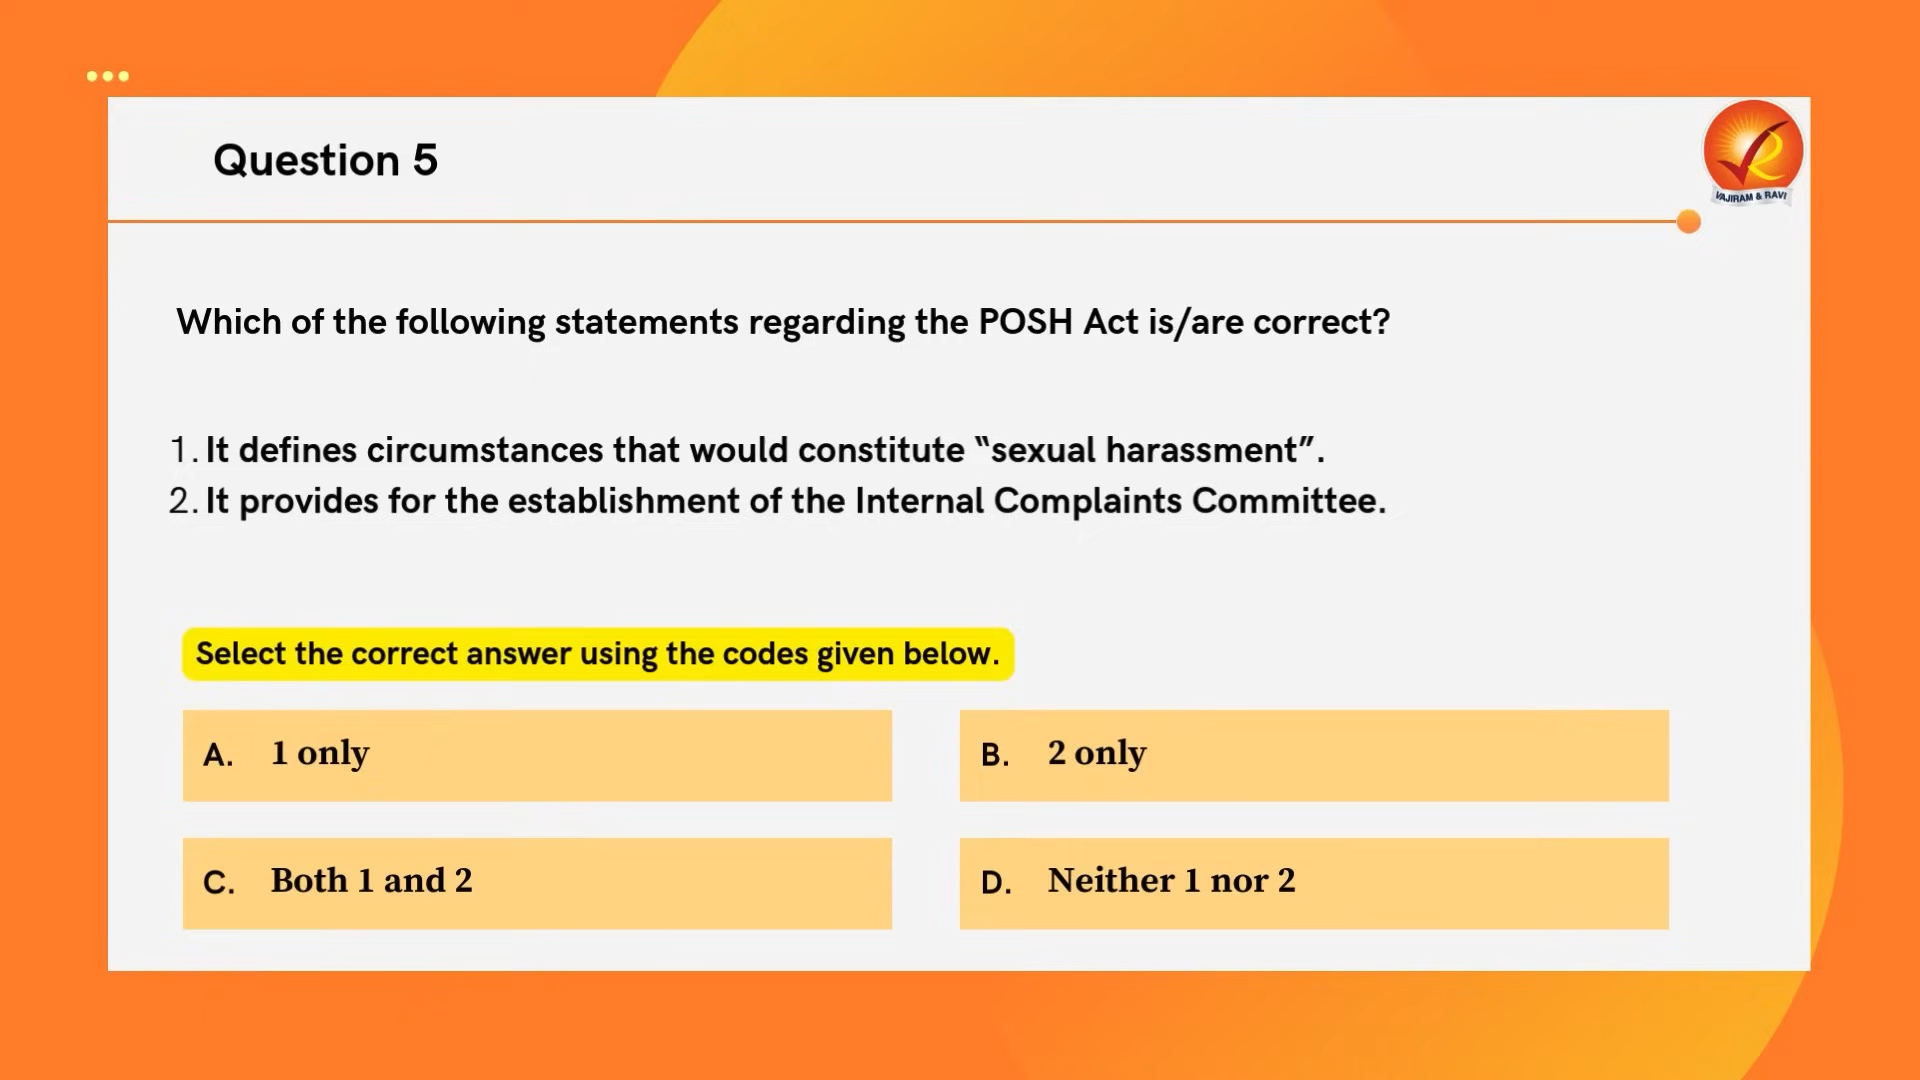 Question 5
VAJIRAM & RAVI
Which of the following statements regarding the POSH Act is/are correct?
1. It defines circumstances that would constitute “sexual harassment”.
2. It provides for the establishment of the Internal Complaints Committee.
Select the correct answer using the codes given below.
A. 1 only
B. 2 only
C. Both 1 and 2
D. Neither 1 nor 2